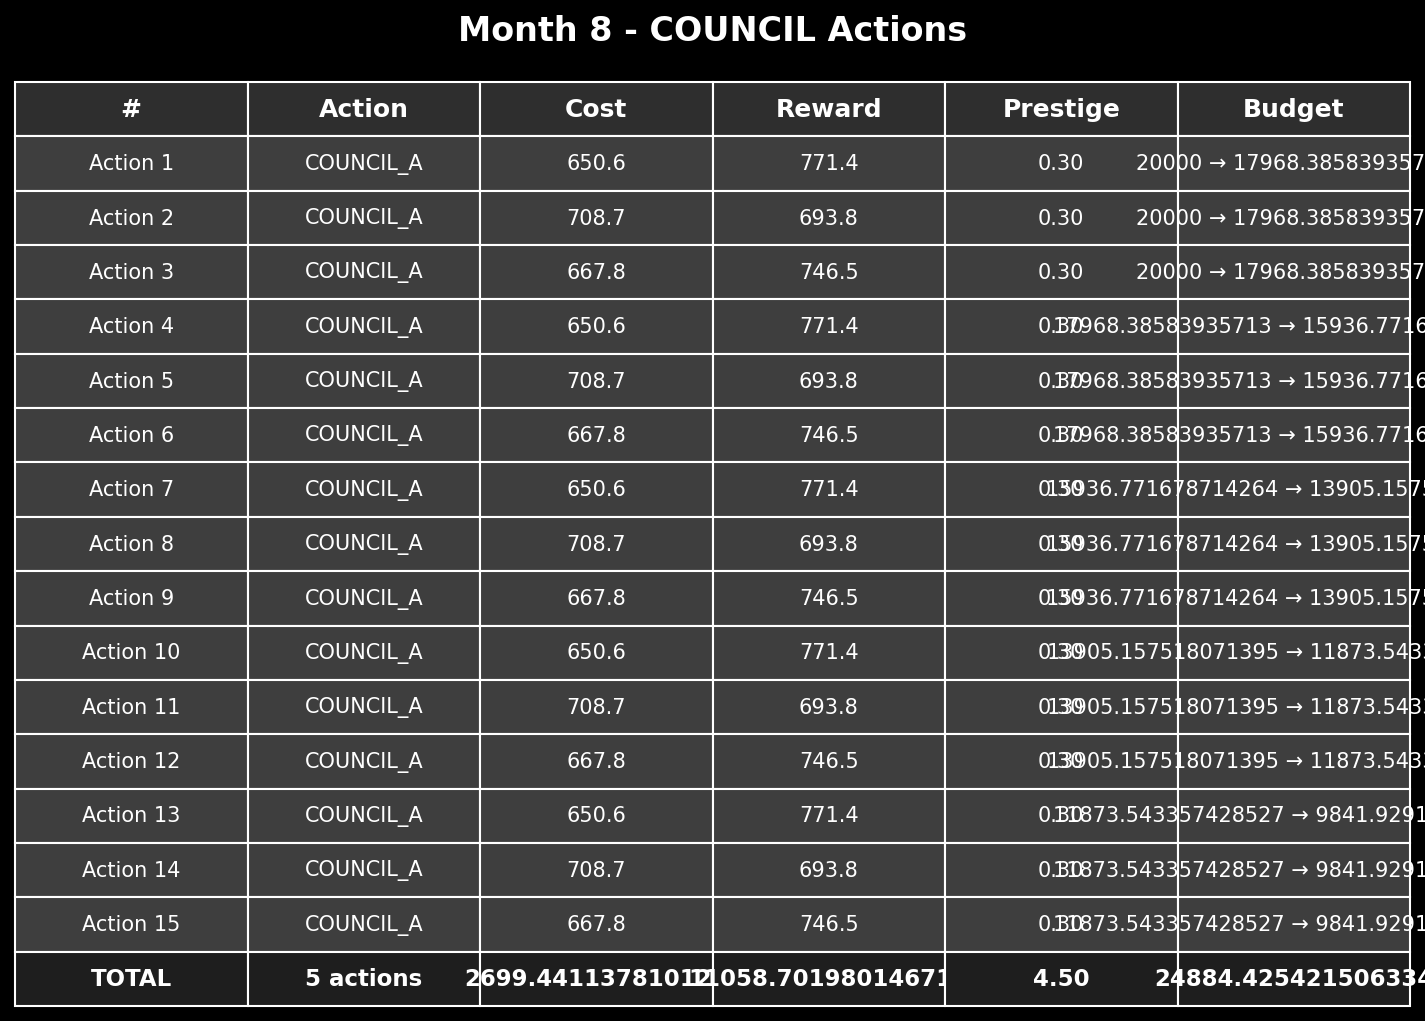 Month 8 - COUNCIL Actions
# Action Cost Reward Prestige Budget
Action 1 COUNCIL_A 650.6 771.4 0.30 20000 → 17968.385839357
Action 2 COUNCIL_A 708.7 693.8 0.30 20000 → 17968.385839357
Action 3 COUNCIL_A 667.8 746.5 0.30 20000 → 17968.385839357
Action 4 COUNCIL_A 650.6 771.4 0.30 17968.38583935713 → 15936.7716
Action 5 COUNCIL_A 708.7 693.8 0.30 17968.38583935713 → 15936.7716
Action 6 COUNCIL_A 667.8 746.5 0.30 17968.38583935713 → 15936.7716
Action 7 COUNCIL_A 650.6 771.4 0.30 15936.771678714264 → 13905.1575
Action 8 COUNCIL_A 708.7 693.8 0.30 15936.771678714264 → 13905.1575
Action 9 COUNCIL_A 667.8 746.5 0.30 15936.771678714264 → 13905.1575
Action 10 COUNCIL_A 650.6 771.4 0.30 13905.157518071395 → 11873.5433
Action 11 COUNCIL_A 708.7 693.8 0.30 13905.157518071395 → 11873.5433
Action 12 COUNCIL_A 667.8 746.5 0.30 13905.157518071395 → 11873.5433
Action 13 COUNCIL_A 650.6 771.4 0.30 11873.543357428527 → 9841.9291
Action 14 COUNCIL_A 708.7 693.8 0.30 11873.543357428527 → 9841.9291
Action 15 COUNCIL_A 667.8 746.5 0.30 11873.543357428527 → 9841.9291
TOTAL 5 actions 4.50 24884.425421506334